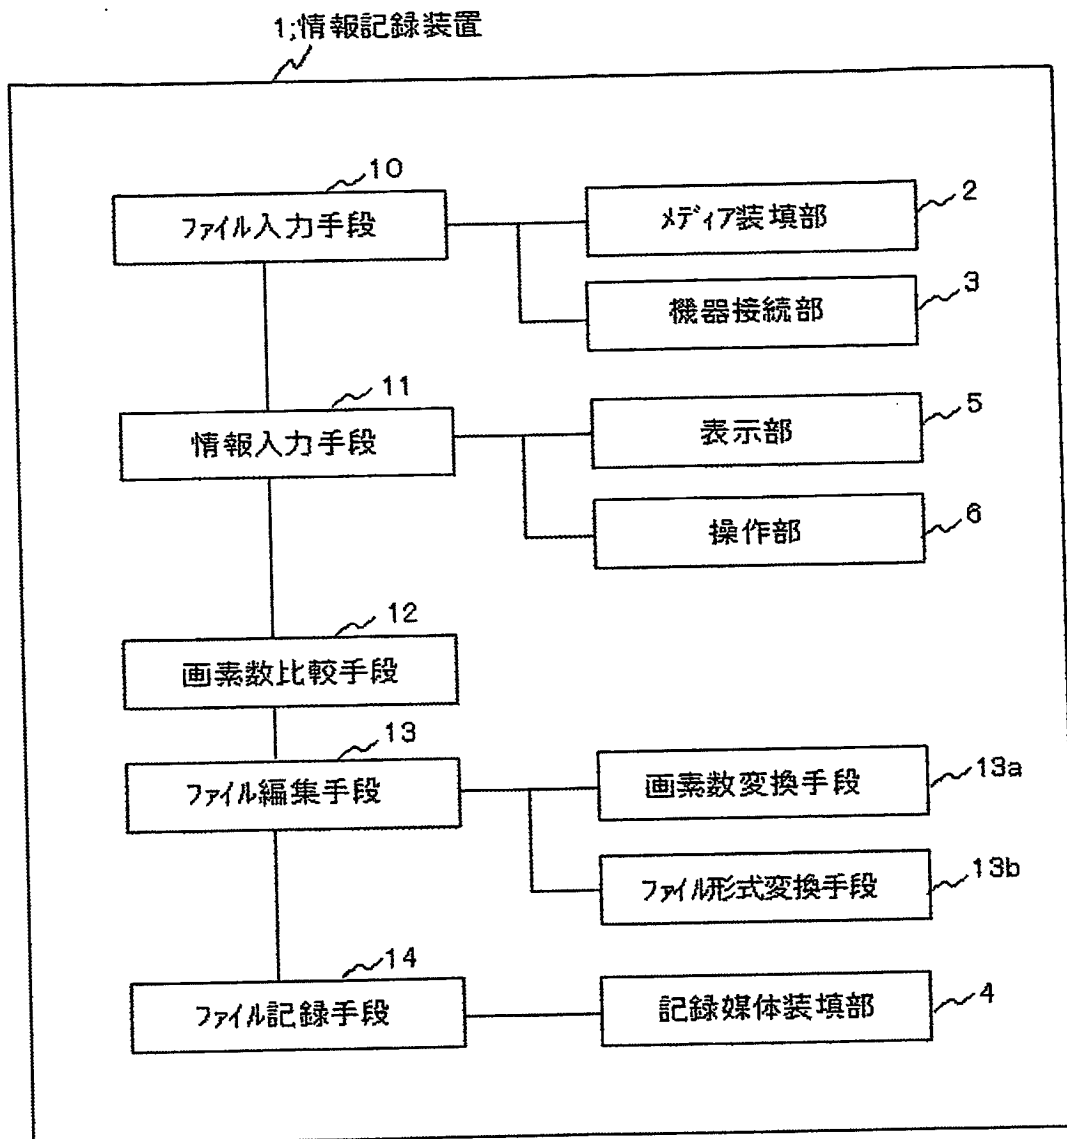 1;情報記録装置
10
ファイル入力手段
2
メディア装填部
3
機器接続部
11
情報入力手段
5
表示部
6
操作部
12
画素数比較手段
13
ファイル編集手段
13a
画素数変換手段
13b
ファイル形式変換手段
14
ファイル記録手段
4
記録媒体装填部